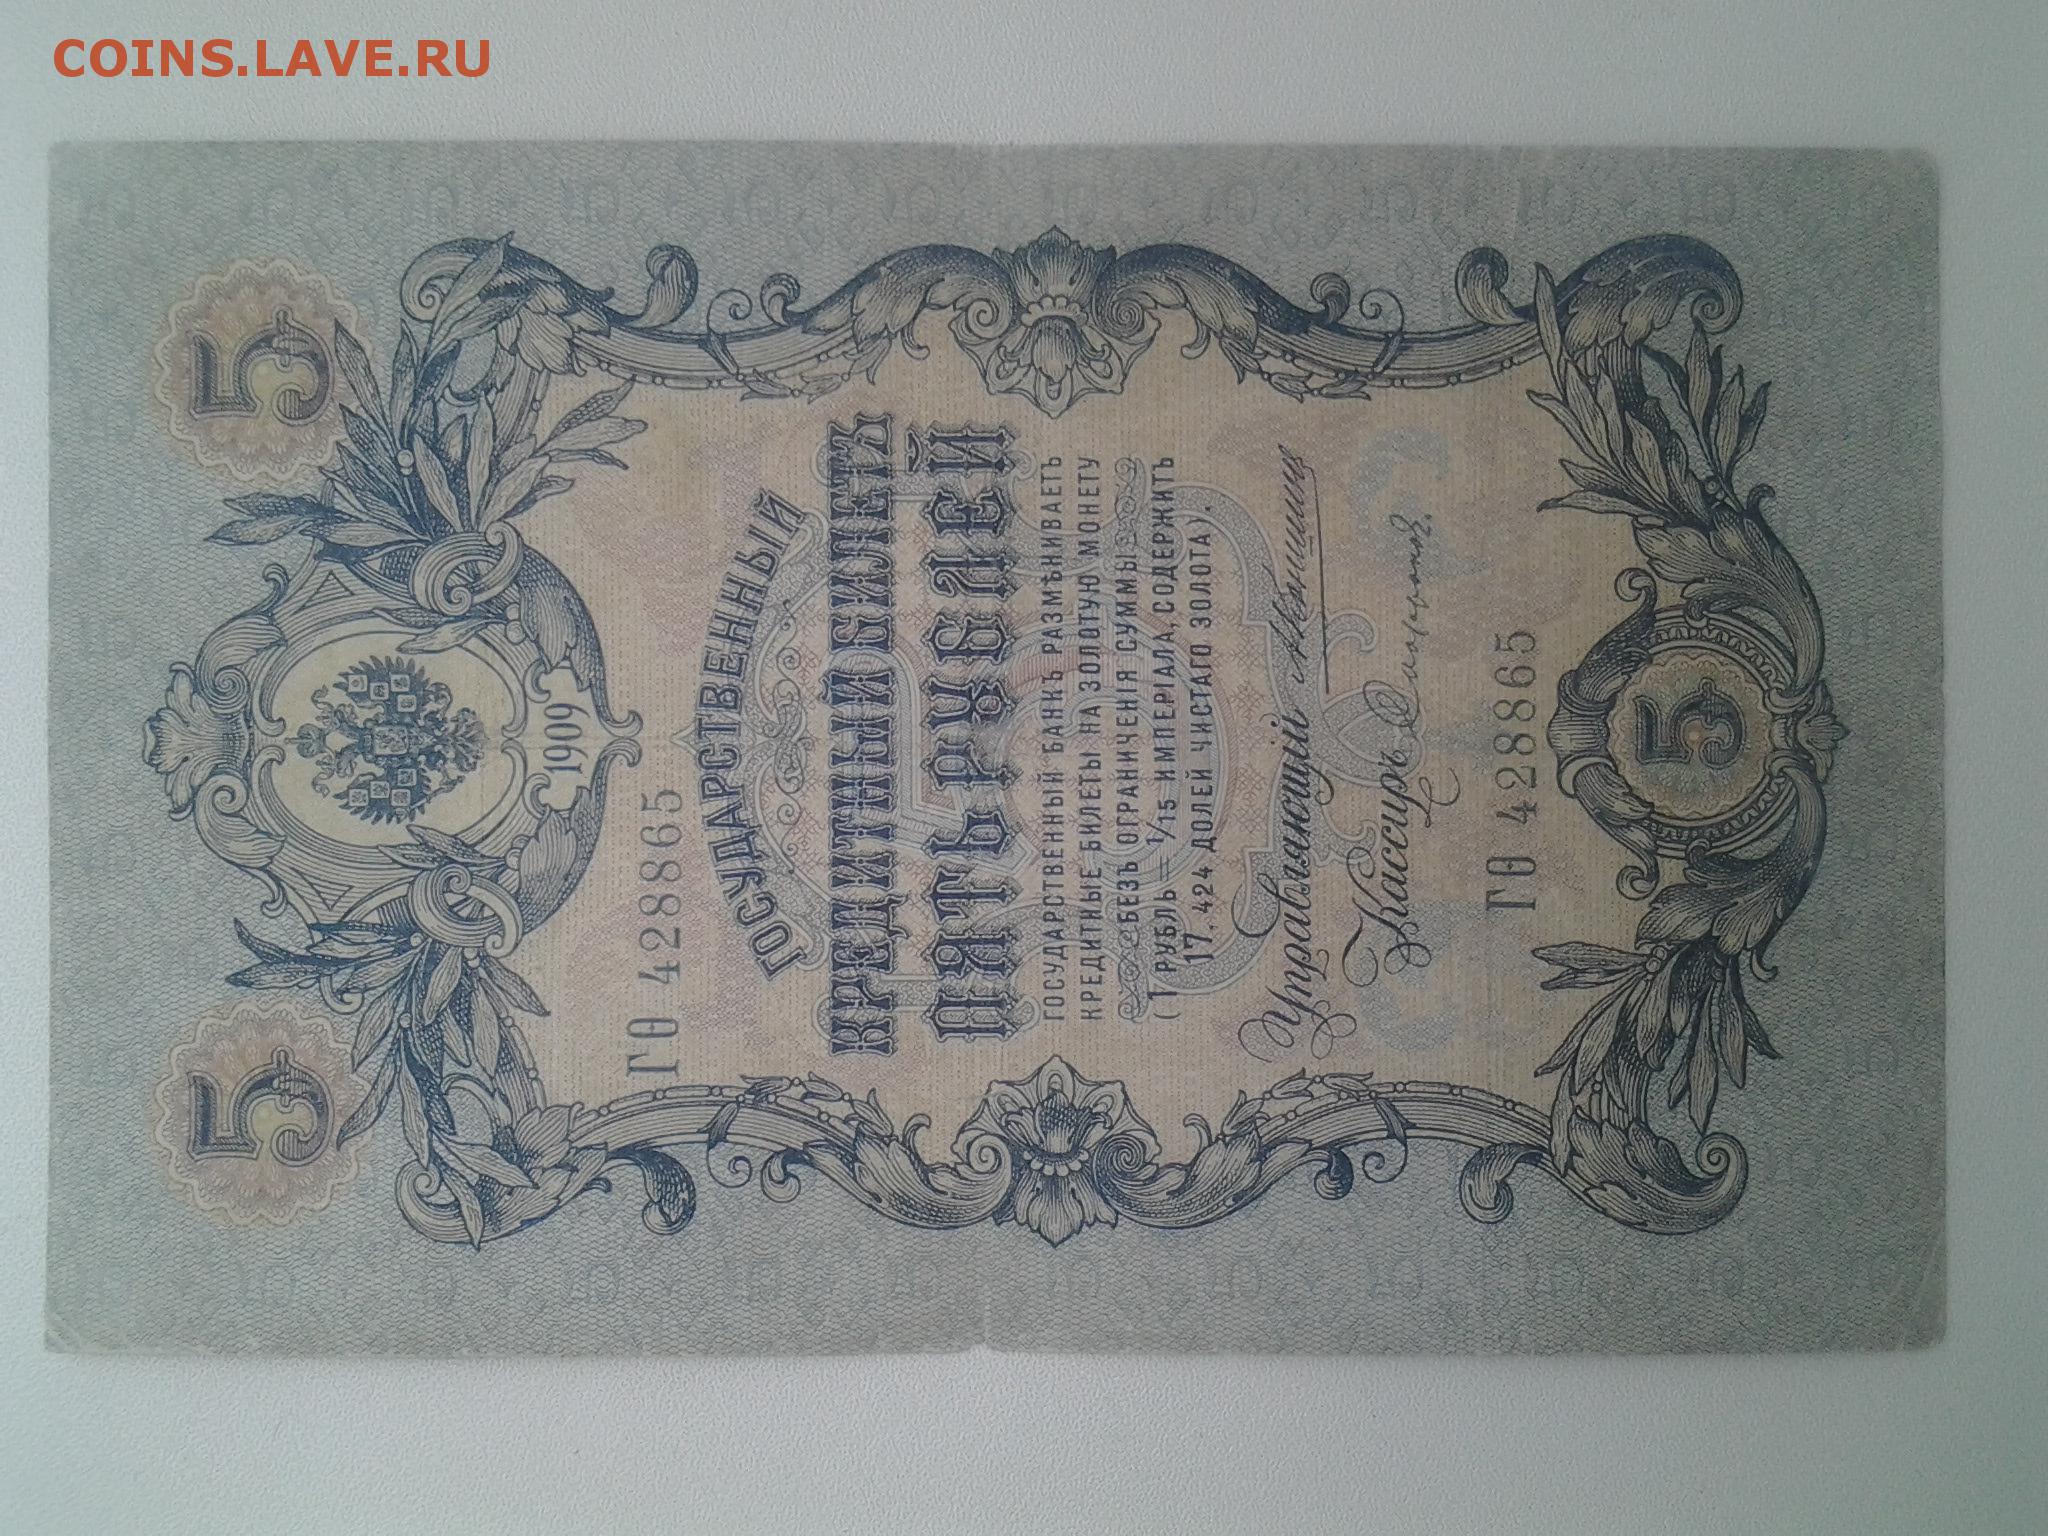 COINS.LAVE.RU
5 5
1909
ГѲ 428865
ГОСУДАРСТВЕННЫЙ
КРЕДИТНЫЙ БИЛЕТЪ
ПЯТЬ РУБЛЕЙ
ГОСУДАРСТВЕННЫЙ БАНКЪ РАЗМѢНИВАЕТЪ
КРЕДИТНЫЕ БИЛЕТЫ НА ЗОЛОТУЮ МОНЕТУ
БЕЗЪ ОГРАНИЧЕНІЯ СУММЫ
(1 РУБЛЬ = 1/15 ИМПЕРІАЛА, СОДЕРЖИТЪ
17,424 ДОЛЕЙ ЧИСТАГО ЗОЛОТА).
Управляющій
Кассиръ
ГѲ 428865
5